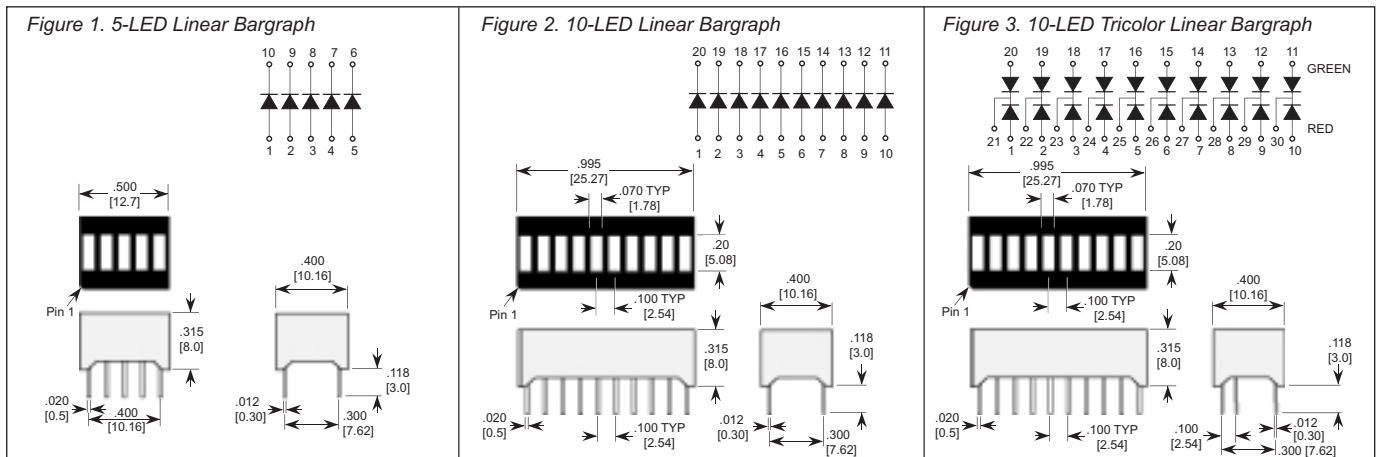 Figure 1. 5-LED Linear Bargraph
10 9 8 7 6
1 2 3 4 5
.500
[12.7]
.400
[10.16]
Pin 1
.315
[8.0]
.118
[3.0]
.020
[0.5]
.400
[10.16]
.012
[0.30]
.300
[7.62]
Figure 2. 10-LED Linear Bargraph
20 19 18 17 16 15 14 13 12 11
1 2 3 4 5 6 7 8 9 10
.995
[25.27]
.070 TYP
[1.78]
.20
[5.08]
.400
[10.16]
Pin 1
.100 TYP
[2.54]
.315
[8.0]
.118
[3.0]
.020
[0.5]
.100 TYP
[2.54]
.012
[0.30]
.300
[7.62]
Figure 3. 10-LED Tricolor Linear Bargraph
20 19 18 17 16 15 14 13 12 11
GREEN
RED
21 22 23 24 25 26 27 28 29 30
1 2 3 4 5 6 7 8 9 10
.995
[25.27]
.070 TYP
[1.78]
.20
[5.08]
.400
[10.16]
Pin 1
.100 TYP
[2.54]
.315
[8.0]
.118
[3.0]
.020
[0.5]
.100 TYP
[2.54]
.100
[2.54]
.012
[0.30]
.300 [7.62]